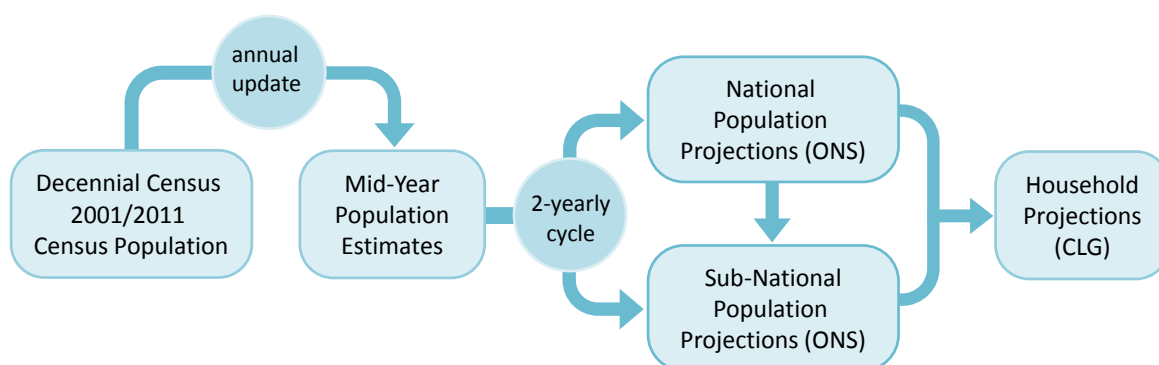 annual
update
Decennial Census
2001/2011
Census Population
Mid-Year
Population
Estimates
2-yearly
cycle
National
Population
Projections (ONS)
Sub-National
Population
Projections (ONS)
Household
Projections
(CLG)